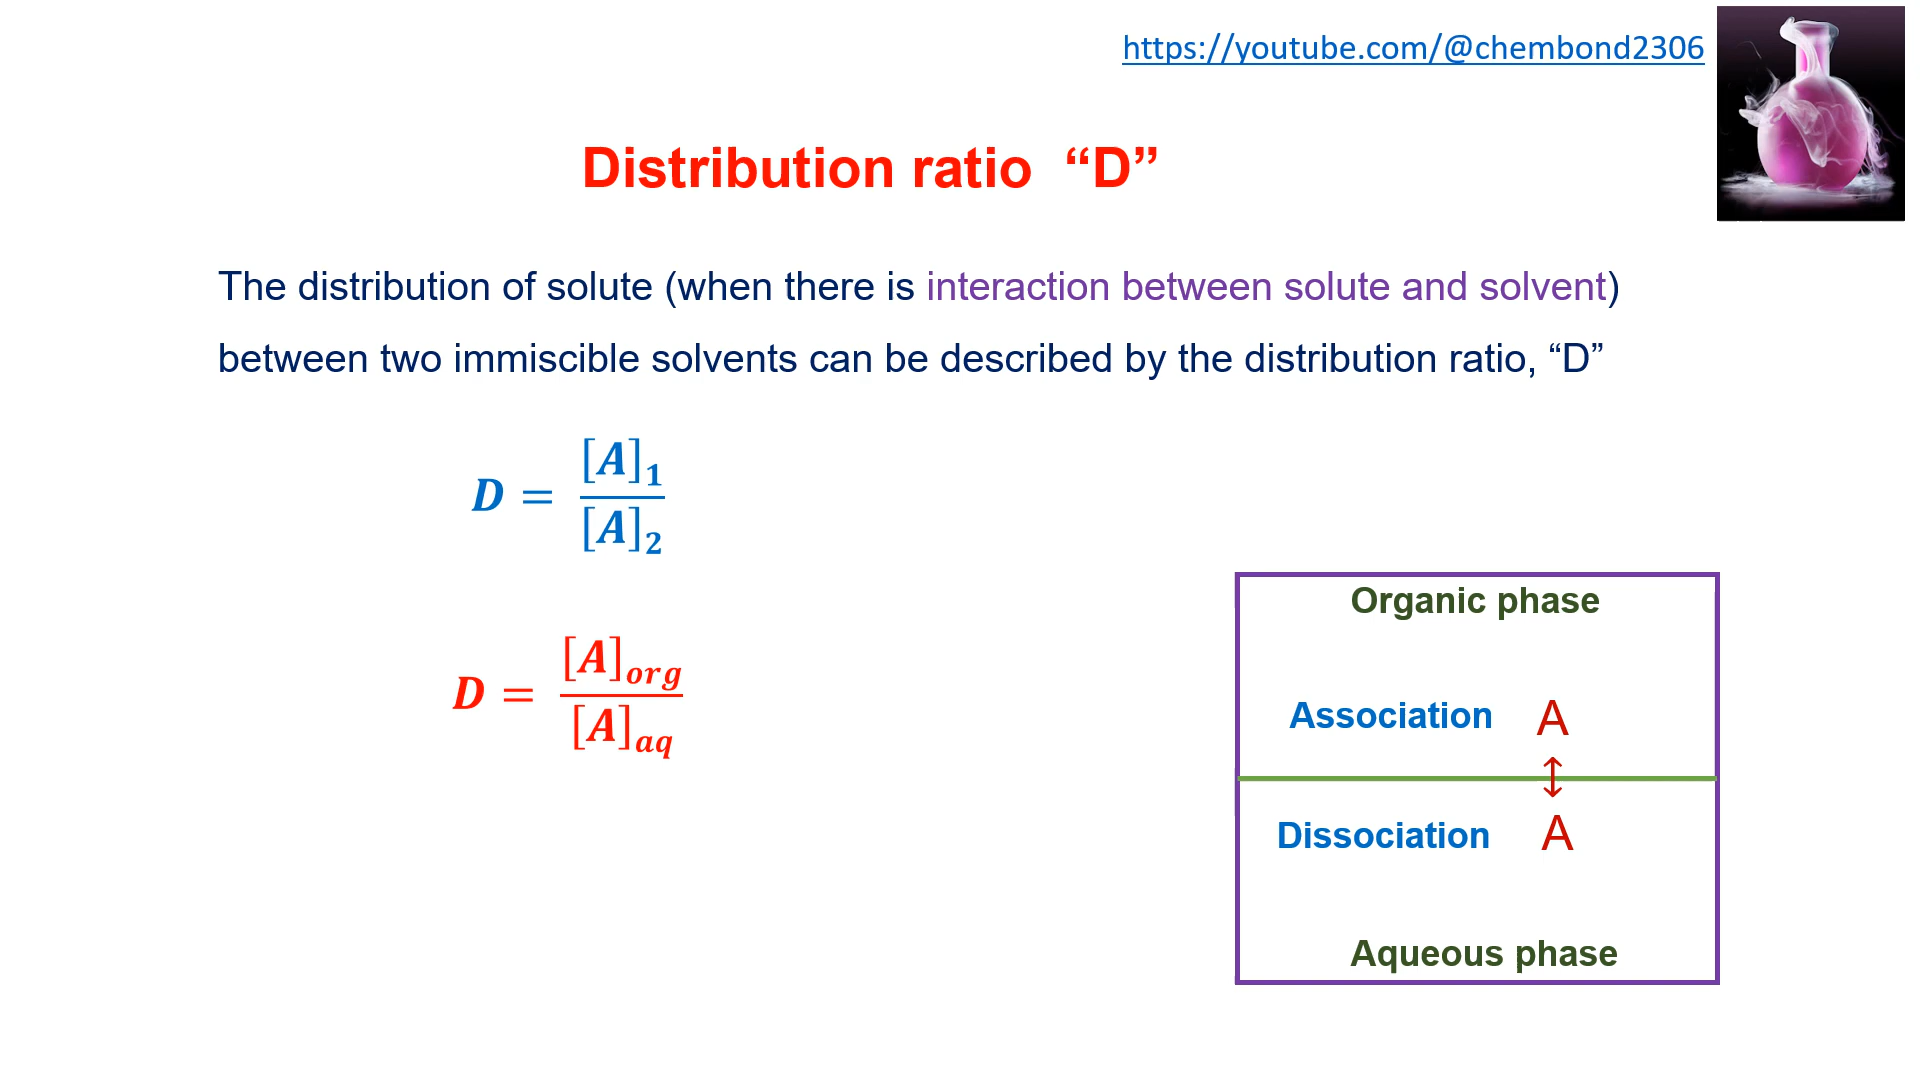 https://youtube.com/@chembond2306
Distribution ratio “D”
The distribution of solute (when there is interaction between solute and solvent)
between two immiscible solvents can be described by the distribution ratio, “D”
D = [A]1 / [A]2
D = [A]org / [A]aq
Organic phase
Association A
↕
Dissociation A
Aqueous phase